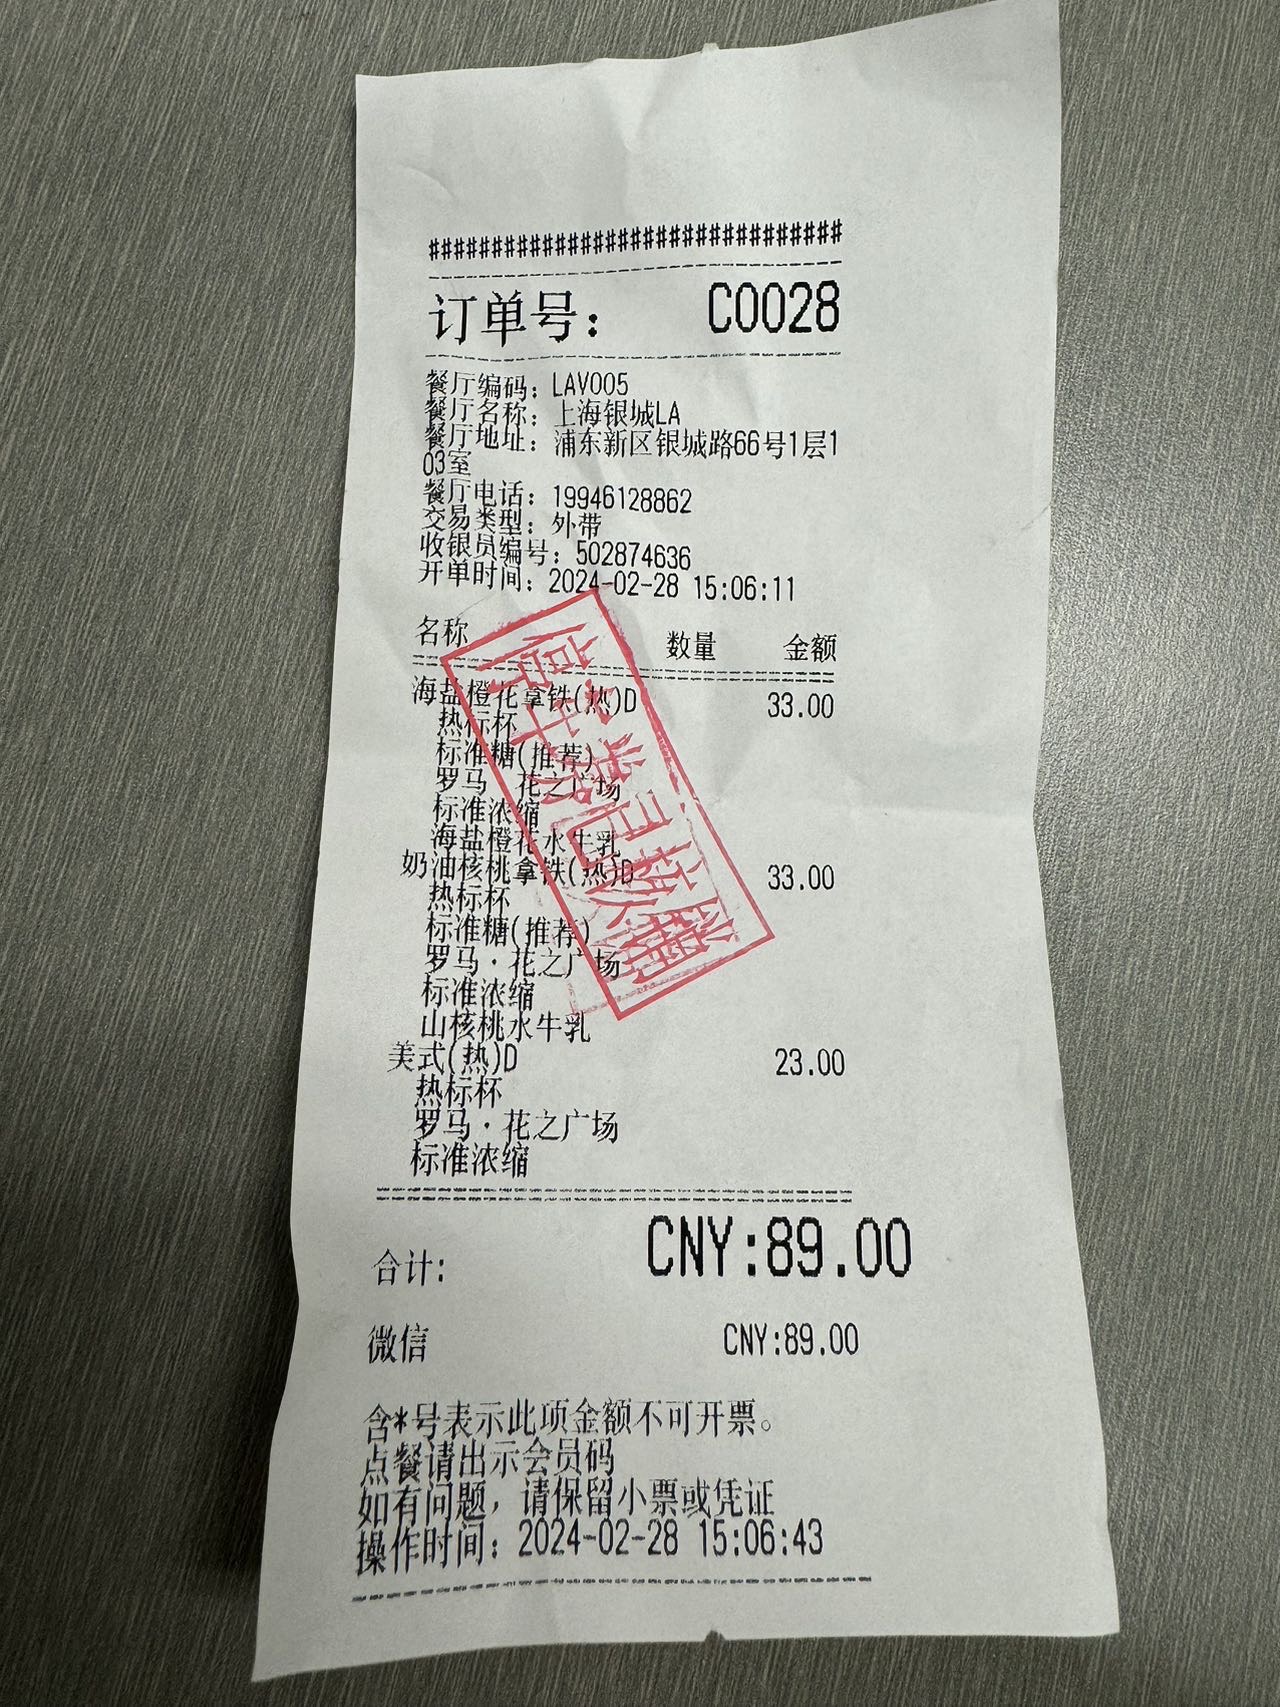 ##################################
订单号： C0028
餐厅编码：LAV005
餐厅名称：上海银城LA
餐厅地址：浦东新区银城路66号1层1
03室
餐厅电话：19946128862
交易类型：外带
收银员编号：502874636
开单时间：2024-02-28 15:06:11
名称 数量 金额
海盐橙花拿铁(热)D 33.00
热标杯
标准糖(推荐)
罗马·花之广场
标准浓缩
海盐橙花水牛乳
奶油核桃拿铁(热)D 33.00
热标杯
标准糖(推荐)
罗马·花之广场
标准浓缩
山核桃水牛乳
美式(热)D 23.00
热标杯
罗马·花之广场
标准浓缩
合计: CNY:89.00
微信 CNY:89.00
含*号表示此项金额不可开票。
点餐请出示会员码
如有问题，请保留小票或凭证
操作时间：2024-02-28 15:06:43